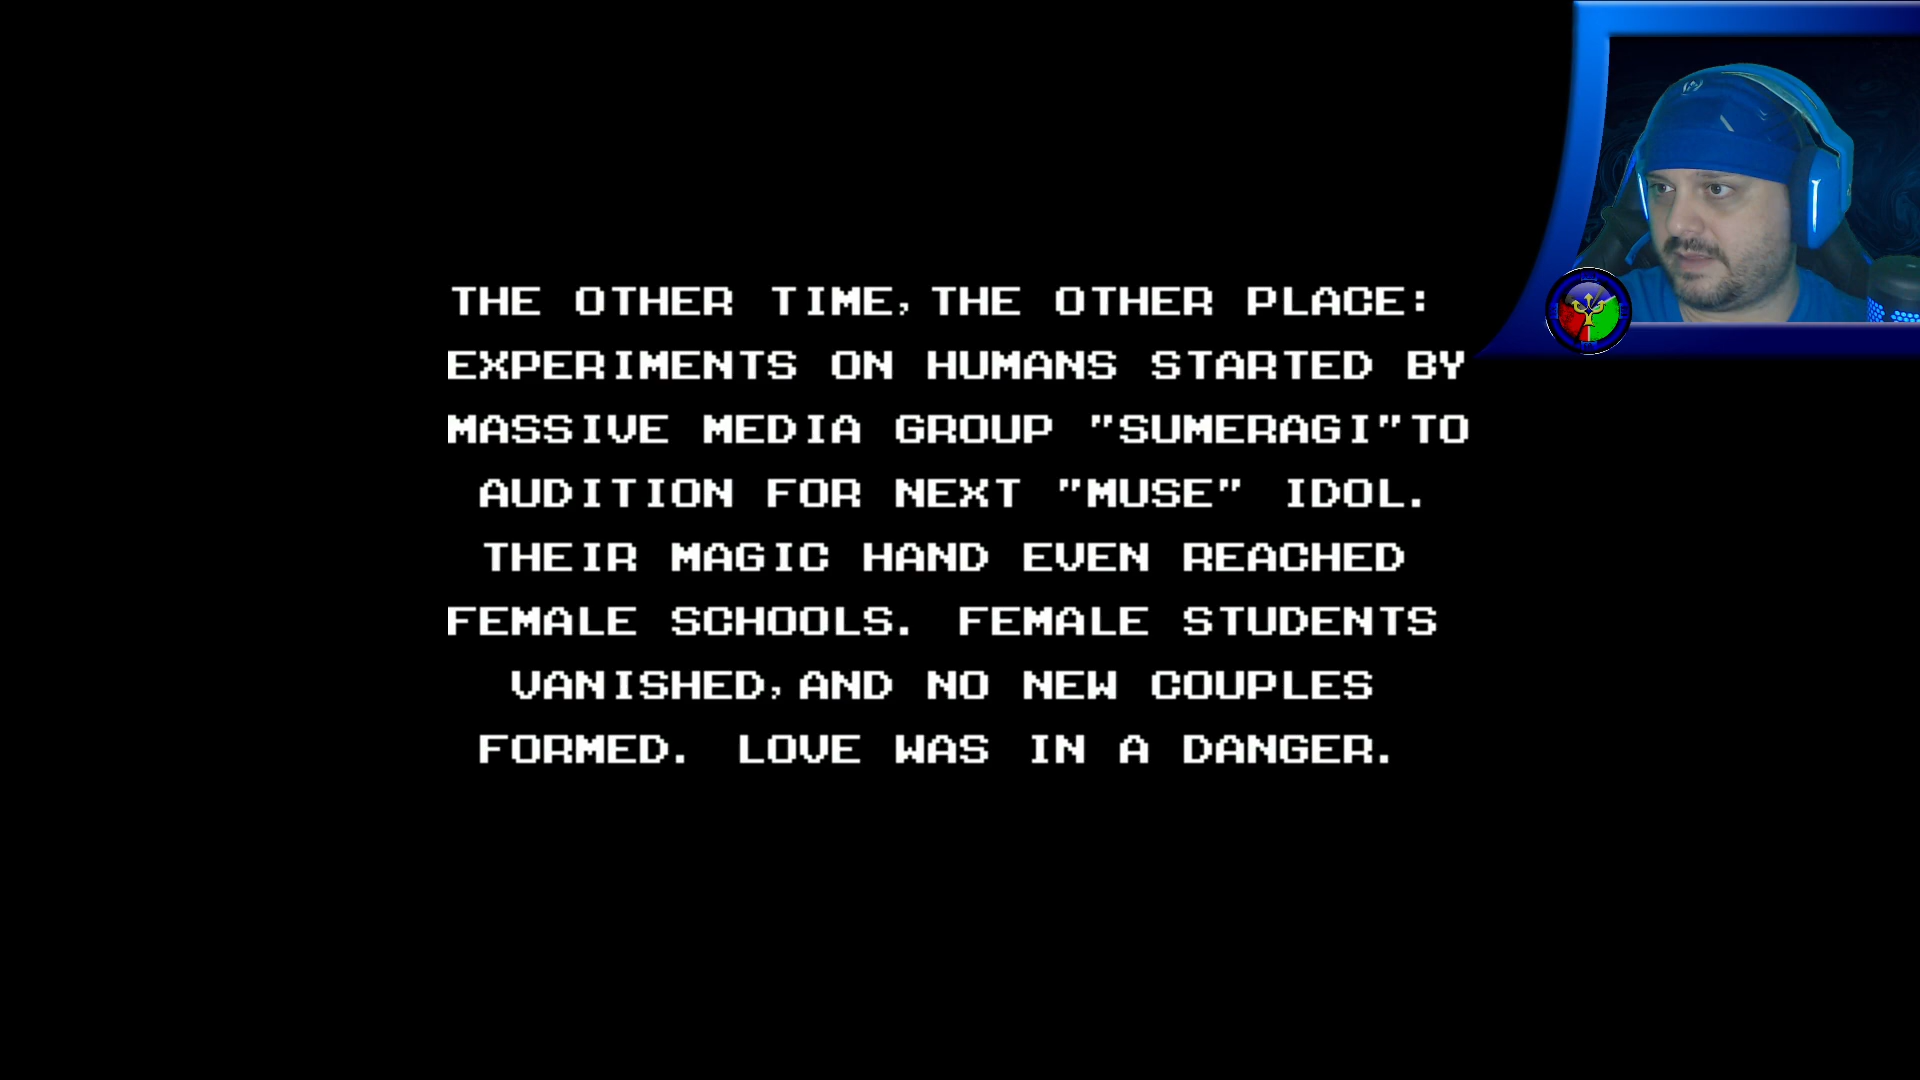 THE OTHER TIME, THE OTHER PLACE:
EXPERIMENTS ON HUMANS STARTED BY
MASSIVE MEDIA GROUP "SUMERAGI"TO
AUDITION FOR NEXT "MUSE" IDOL.
THEIR MAGIC HAND EVEN REACHED
FEMALE SCHOOLS. FEMALE STUDENTS
VANISHED, AND NO NEW COUPLES
FORMED. LOVE WAS IN A DANGER.